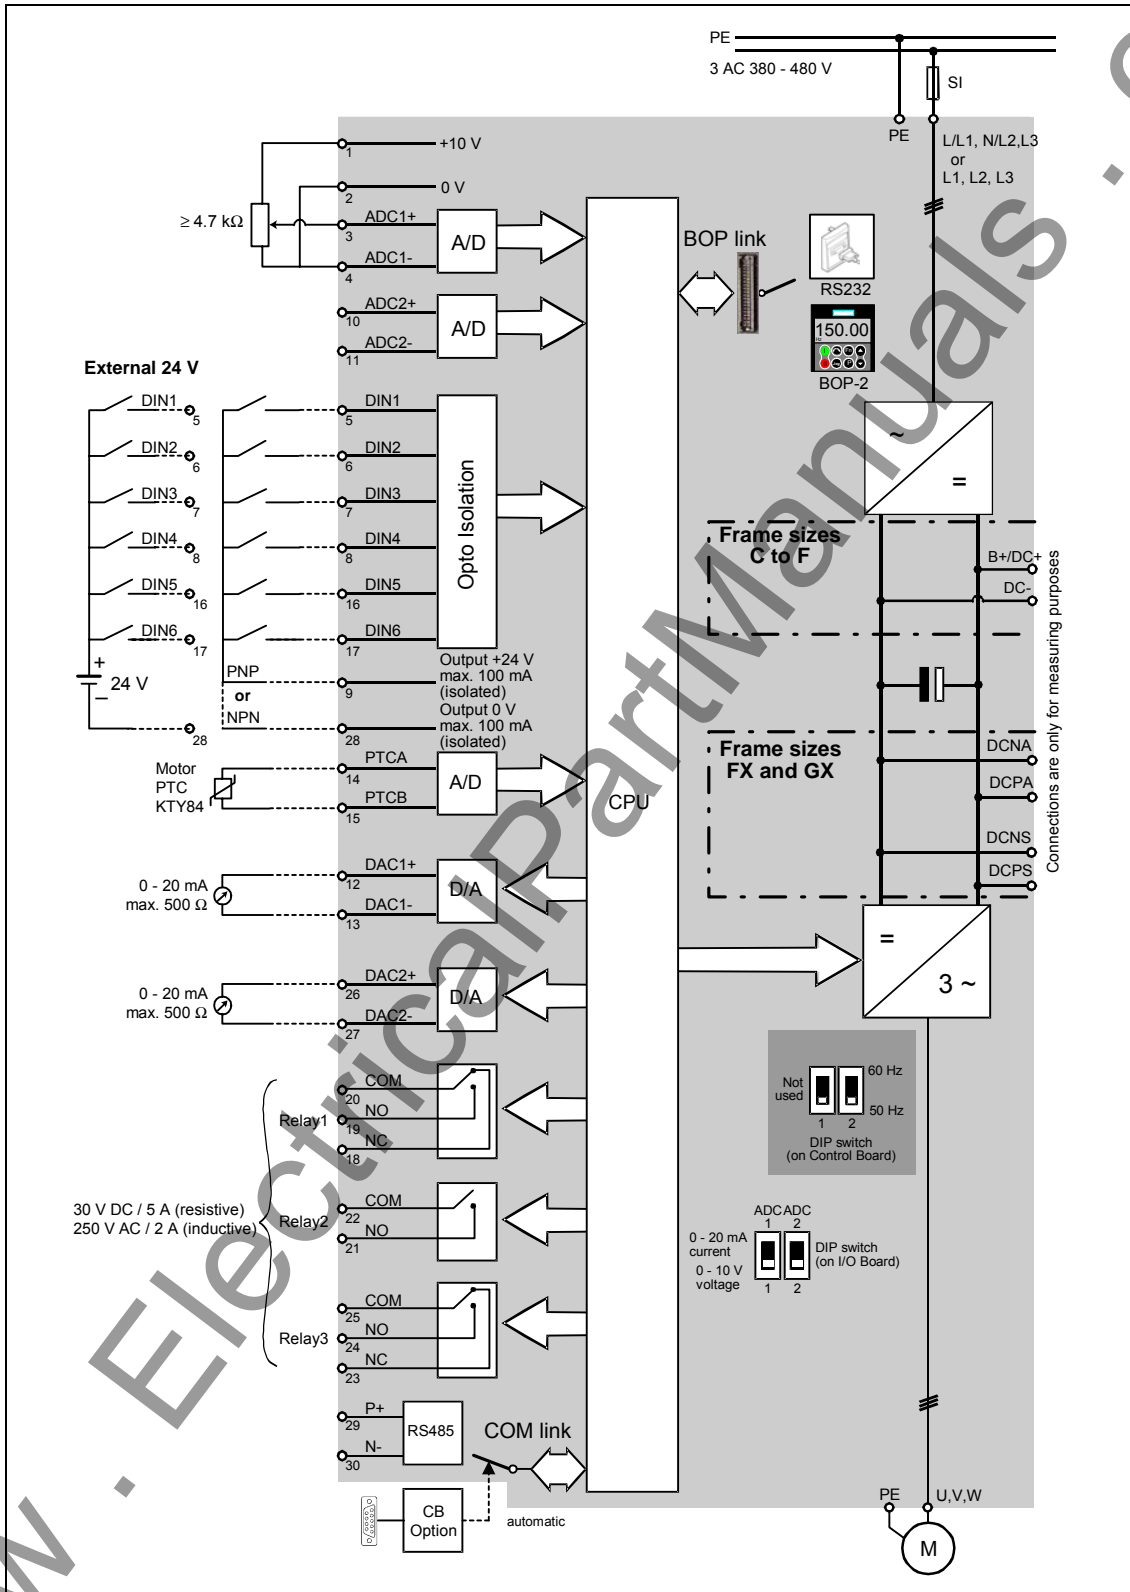 PE
3 AC 380 - 480 V
SI
PE
L/L1, N/L2,L3
or
L1, L2, L3
1
+10 V
2
0 V
≥ 4.7 kΩ
3
ADC1+
4
ADC1-
A/D
10
ADC2+
11
ADC2-
A/D
BOP link
RS232
150.00
Hz
BOP-2
External 24 V
DIN1
5
DIN2
6
DIN3
7
DIN4
8
DIN5
16
DIN6
17
+
24 V
–
28
PNP
or
NPN
5
DIN1
6
DIN2
7
DIN3
8
DIN4
16
DIN5
17
DIN6
Opto Isolation
9
Output +24 V
max. 100 mA
(isolated)
28
Output 0 V
max. 100 mA
(isolated)
~
=
Frame sizes
C to F
B+/DC+
DC-
Frame sizes
FX and GX
DCNA
DCPA
DCNS
DCPS
Connections are only for measuring purposes
Motor
PTC
KTY84
14
PTCA
15
PTCB
A/D
CPU
0 - 20 mA
max. 500 Ω
12
DAC1+
13
DAC1-
D/A
0 - 20 mA
max. 500 Ω
26
DAC2+
27
DAC2-
D/A
=
3 ~
Not
used
60 Hz
50 Hz
1 2
DIP switch
(on Control Board)
30 V DC / 5 A (resistive)
250 V AC / 2 A (inductive)
Relay1
20
COM
19
NO
18
NC
Relay2
22
COM
21
NO
Relay3
25
COM
24
NO
23
NC
ADC ADC
1 2
0 - 20 mA
current
0 - 10 V
voltage
1 2
DIP switch
(on I/O Board)
29
P+
30
N-
RS485
COM link
CB
Option
automatic
PE
U,V,W
M
w . ElectricalPartManuals .